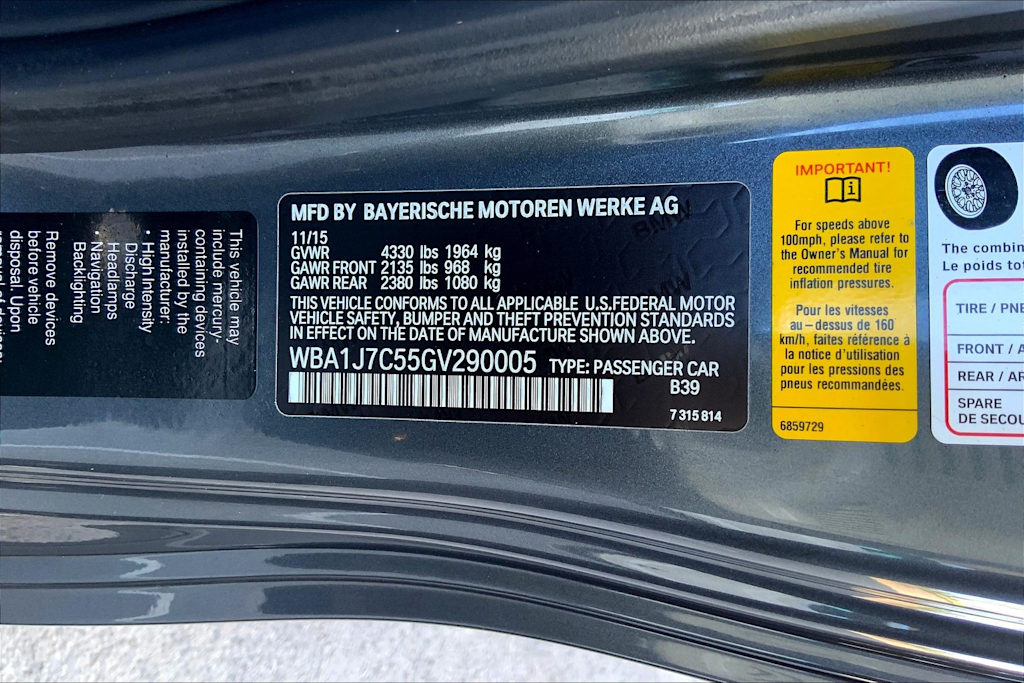 This vehicle may
include mercury-
containing devices
installed by the
manufacturer:
• High Intensity
Discharge
Headlamps
• Navigation
Backlighting
Remove devices
before vehicle
disposal. Upon
MFD BY BAYERISCHE MOTOREN WERKE AG
11/15
GVWR 4330 lbs 1964 kg
GAWR FRONT 2135 lbs 968 kg
GAWR REAR 2380 lbs 1080 kg
THIS VEHICLE CONFORMS TO ALL APPLICABLE U.S.FEDERAL MOTOR
VEHICLE SAFETY, BUMPER AND THEFT PREVENTION STANDARDS
IN EFFECT ON THE DATE OF MANUFACTURE SHOWN ABOVE.
WBA1J7C55GV290005 TYPE: PASSENGER CAR
B39
7 315 814
IMPORTANT!
For speeds above
100mph, please refer to
the Owner's Manual for
recommended tire
inflation pressures.
Pour les vitesses
au-dessus de 160
km/h, faites référence à
la notice d'utilisation
pour les pressions des
pneus recommandées.
6859729
The combin
Le poids tot
TIRE / PNE
FRONT / A
REAR / AR
SPARE
DE SECOU